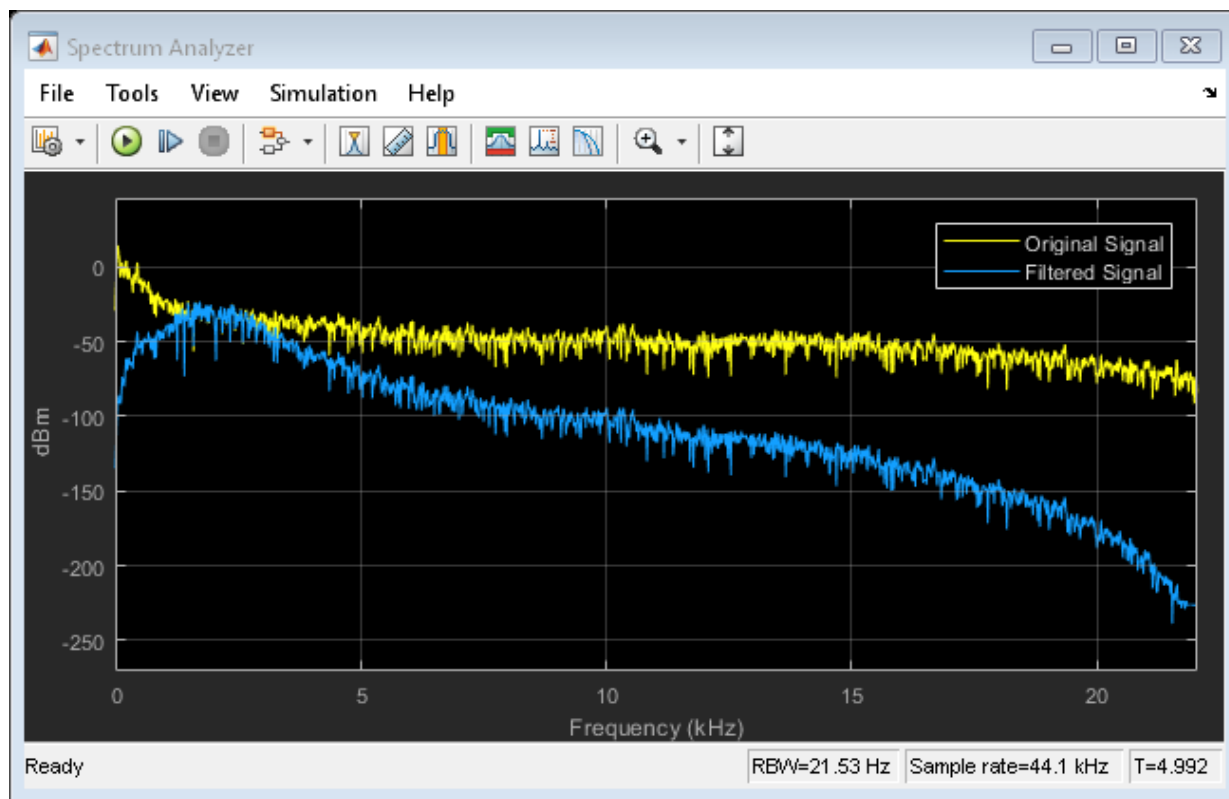 Spectrum Analyzer
File Tools View Simulation Help
Original Signal
Filtered Signal
0
-50
-100
-150
-200
-250
dBm
0 5 10 15 20
Frequency (kHz)
Ready RBW=21.53 Hz Sample rate=44.1 kHz T=4.992